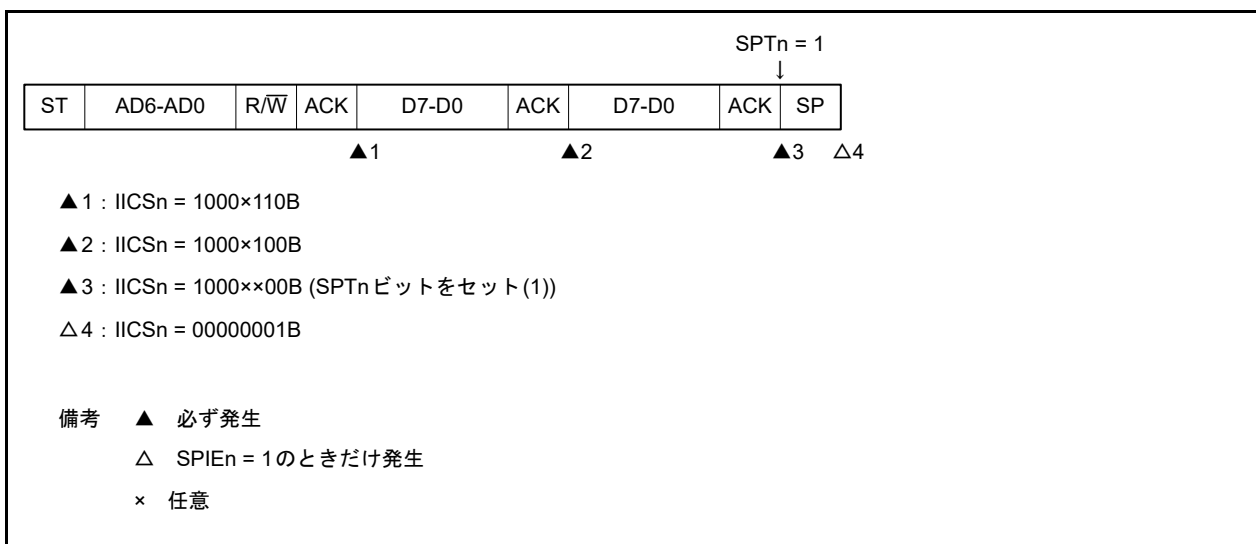 SPTn = 1
↓
ST AD6-AD0 R/W̅ ACK D7-D0 ACK D7-D0 ACK SP
▲1 ▲2 ▲3 △4
▲1 : IICSn = 1000×110B
▲2 : IICSn = 1000×100B
▲3 : IICSn = 1000××00B (SPTnビットをセット(1))
△4 : IICSn = 00000001B
備考 ▲ 必ず発生
△ SPIEn = 1のときだけ発生
× 任意